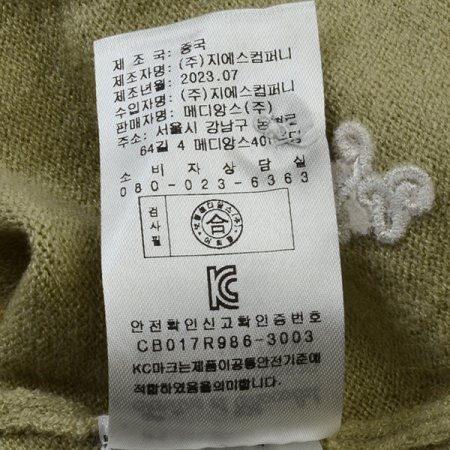 제 조 국: 중국
제조자명: (주)지에스컴퍼니
제조년월: 2023.07
수입자명: (주)지에스컴퍼니
판매자명: 메디앙스(주)
주소: 서울시 강남구
64길 4 메디앙스
소 비 자 상 담 실
080-023-6363
검사필
合
KC
안전확인신고확인증번호
CB017R986-3003
KC마크는제품이공통안전기준에
적합하였음을의미합니다.